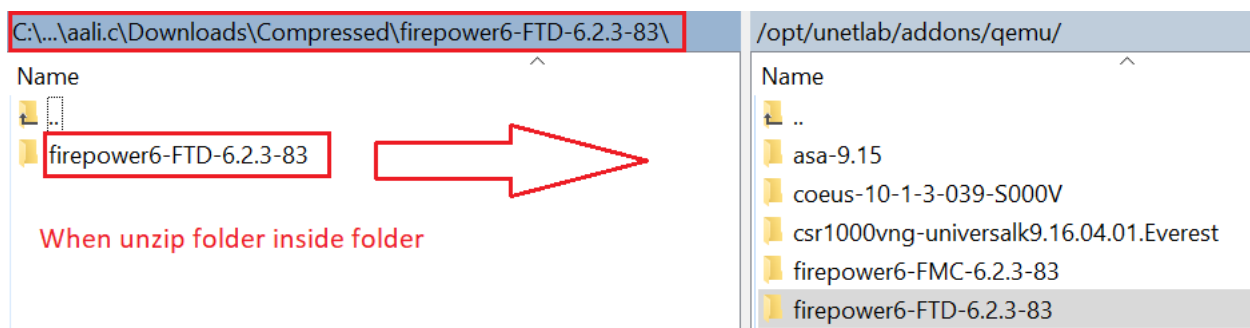 C:\...\aali.c\Downloads\Compressed\firepower6-FTD-6.2.3-83\
Name
..
firepower6-FTD-6.2.3-83
When unzip folder inside folder
/opt/unetlab/addons/qemu/
Name
..
asa-9.15
coeus-10-1-3-039-S000V
csr1000vng-universalk9.16.04.01.Everest
firepower6-FMC-6.2.3-83
firepower6-FTD-6.2.3-83